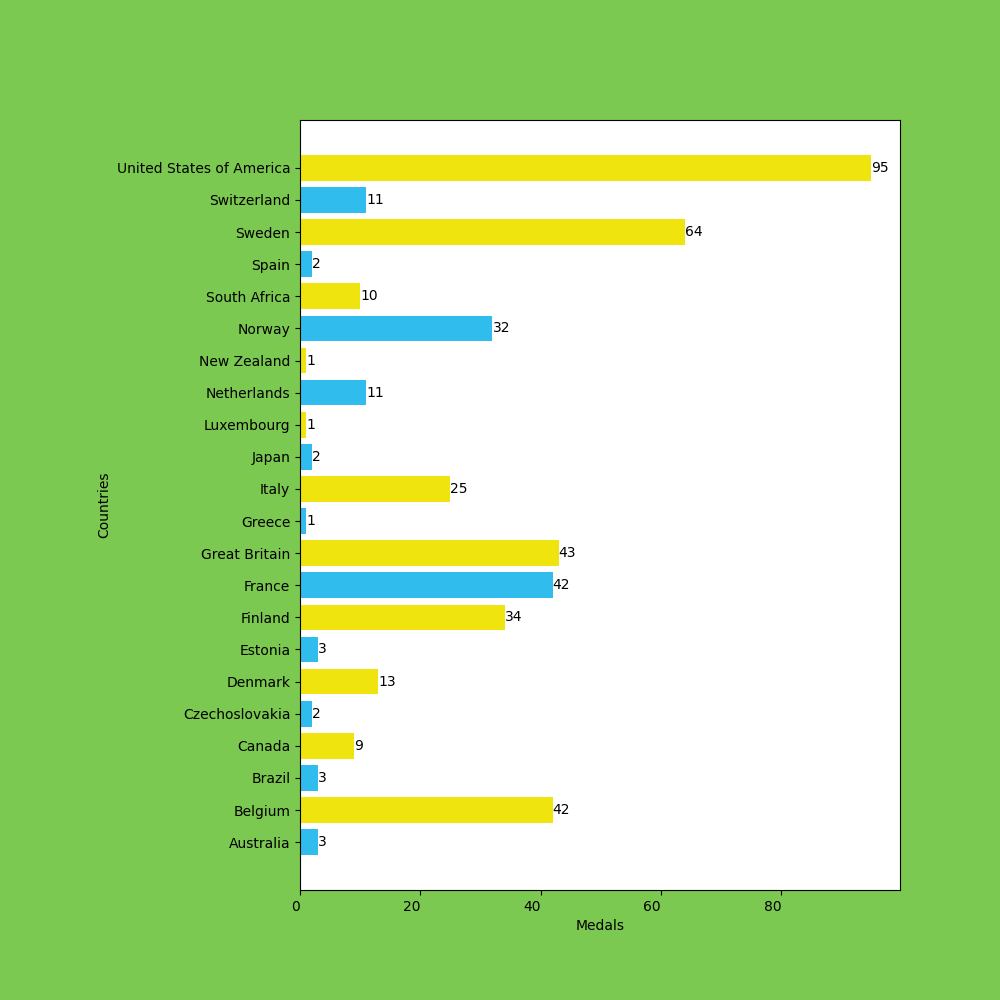 United States of America 95
Switzerland 11
Sweden 64
Spain 2
South Africa 10
Norway 32
New Zealand 1
Netherlands 11
Luxembourg 1
Japan 2
Italy 25
Greece 1
Great Britain 43
France 42
Finland 34
Estonia 3
Denmark 13
Czechoslovakia 2
Canada 9
Brazil 3
Belgium 42
Australia 3
Countries
0 20 40 60 80
Medals